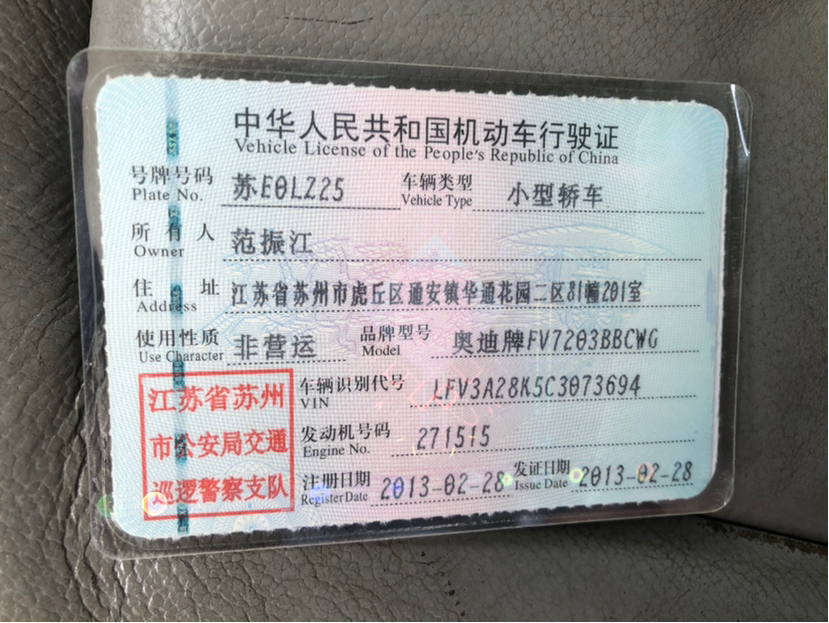 中华人民共和国机动车行驶证
Vehicle License of the People's Republic of China
号牌号码 苏E0LZ25 车辆类型 小型轿车
Plate No. Vehicle Type
所有人 范振江
Owner
住址 江苏省苏州市虎丘区通安镇华通花园二区81幢201室
Address
使用性质 非营运 品牌型号 奥迪牌FV7203BBCWG
Use Character Model
江苏省苏州 车辆识别代号 LFV3A28K5C3073694
VIN
市公安局交通 发动机号码 271515
Engine No.
巡逻警察支队 注册日期 2013-02-28 发证日期 2013-02-28
Register Date Issue Date